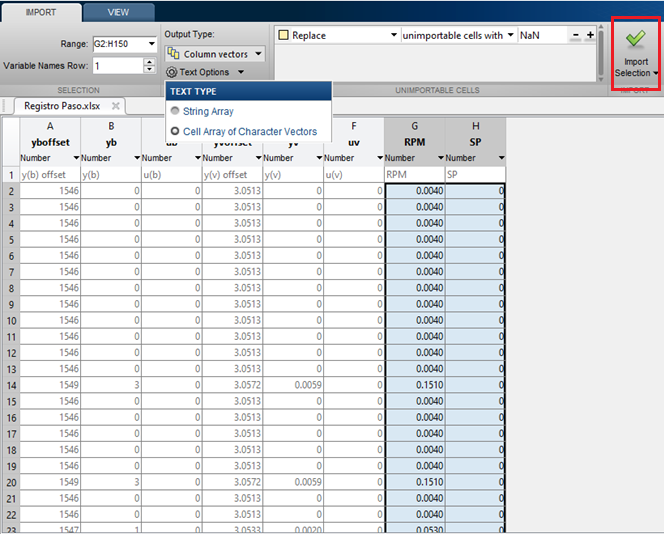 IMPORT VIEW
Range: G2:H150
Variable Names Row: 1
SELECTION
Output Type:
Column vectors
Text Options
TEXT TYPE
String Array
Cell Array of Character Vectors
Replace unimportable cells with NaN
UNIMPORTABLE CELLS
Import
Selection
IMPORT
Registro Paso.xlsx
A B F G H
yboffset yb ub yvoffset yv uv RPM SP
Number Number Number Number Number Number Number Number
1 y(b) offset y(b) u(b) y(v) offset y(v) u(v) RPM SP
2 1546 0 0 3.0513 0 0 0.0040 0
3 1546 0 0 3.0513 0 0 0.0040 0
4 1546 0 0 3.0513 0 0 0.0040 0
5 1546 0 0 3.0513 0 0 0.0040 0
6 1546 0 0 3.0513 0 0 0.0040 0
7 1546 0 0 3.0513 0 0 0.0040 0
8 1546 0 0 3.0513 0 0 0.0040 0
9 1546 0 0 3.0513 0 0 0.0040 0
10 1546 0 0 3.0513 0 0 0.0040 0
11 1546 0 0 3.0513 0 0 0.0040 0
12 1546 0 0 3.0513 0 0 0.0040 0
13 1546 0 0 3.0513 0 0 0.0040 0
14 1549 3 0 3.0572 0.0059 0 0.1510 0
15 1546 0 0 3.0513 0 0 0.0040 0
16 1546 0 0 3.0513 0 0 0.0040 0
17 1546 0 0 3.0513 0 0 0.0040 0
18 1546 0 0 3.0513 0 0 0.0040 0
19 1546 0 0 3.0513 0 0 0.0040 0
20 1549 3 0 3.0572 0.0059 0 0.1510 0
21 1546 0 0 3.0513 0 0 0.0040 0
22 1546 0 0 3.0513 0 0 0.0040 0
23 1547 1 0 3.0533 0.0020 0 0.0530 0